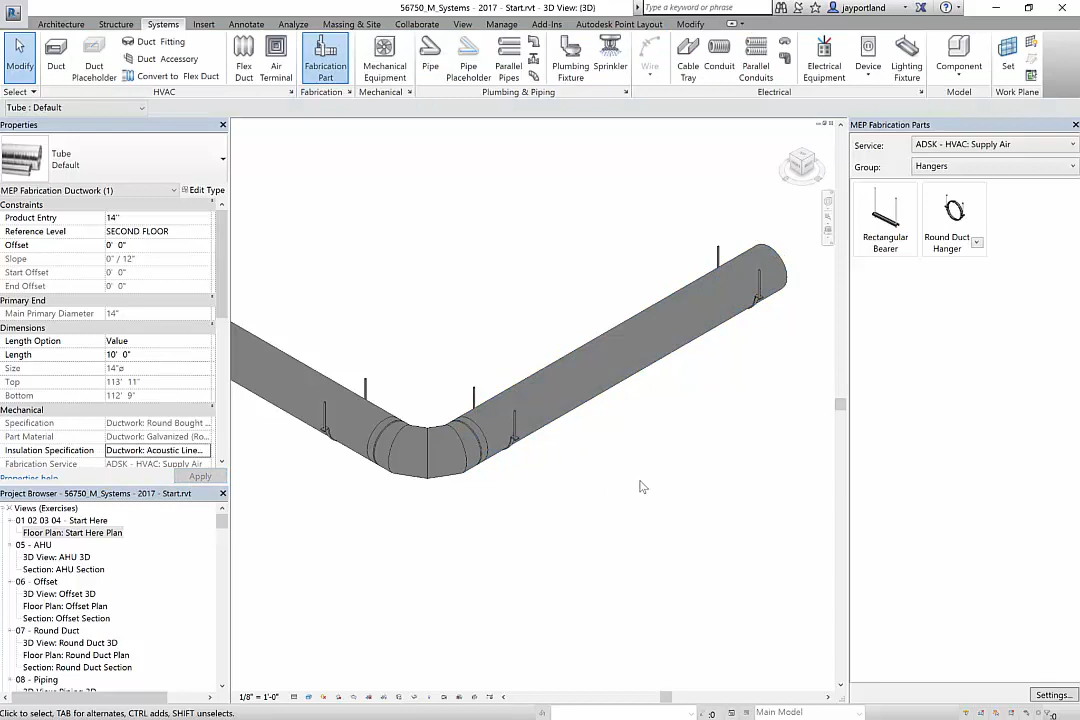 56750_M_Systems - 2017 - Start.rvt - 3D View: (3D)
Type a keyword or phrase
jayportland
Architecture Structure Systems Insert Annotate Analyze Massing & Site Collaborate View Manage Add-Ins Autodesk Point Layout Modify
Modify
Duct
Duct Placeholder
Duct Fitting
Duct Accessory
Convert to Flex Duct
Flex Duct
Air Terminal
Fabrication Part
Mechanical Equipment
Pipe
Pipe Placeholder
Parallel Pipes
Plumbing Fixture
Sprinkler
Wire
Cable Tray
Conduit
Parallel Conduits
Electrical Equipment
Device
Lighting Fixture
Component
Set
Select HVAC Fabrication Mechanical Plumbing & Piping Electrical Model Work Plane
Tube : Default
Properties
Tube
Default
MEP Fabrication Ductwork (1) Edit Type
Constraints
Product Entry 14"
Reference Level SECOND FLOOR
Offset 0' 0"
Slope 0" / 12"
Start Offset 0' 0"
End Offset 0' 0"
Primary End
Main Primary Diameter 14"
Dimensions
Length Option Value
Length 10' 0"
Size 14"ø
Top 113' 11"
Bottom 112' 9"
Mechanical
Specification Ductwork: Round Bought ...
Part Material Ductwork: Galvanized (Ro...
Insulation Specification Ductwork: Acoustic Line...
Fabrication Service ADSK - HVAC: Supply Air
Properties help Apply
Project Browser - 56750_M_Systems - 2017 - Start.rvt
Views (Exercises)
01 02 03 04 - Start Here
Floor Plan: Start Here Plan
05 - AHU
3D View: AHU 3D
Section: AHU Section
06 - Offset
3D View: Offset 3D
Floor Plan: Offset Plan
Section: Offset Section
07 - Round Duct
3D View: Round Duct 3D
Floor Plan: Round Duct Plan
Section: Round Duct Section
08 - Piping
MEP Fabrication Parts
Service: ADSK - HVAC: Supply Air
Group: Hangers
Rectangular Bearer
Round Duct Hanger
Settings...
1/8" = 1'-0"
Click to select, TAB for alternates, CTRL adds, SHIFT unselects.
:0
Main Model
:0